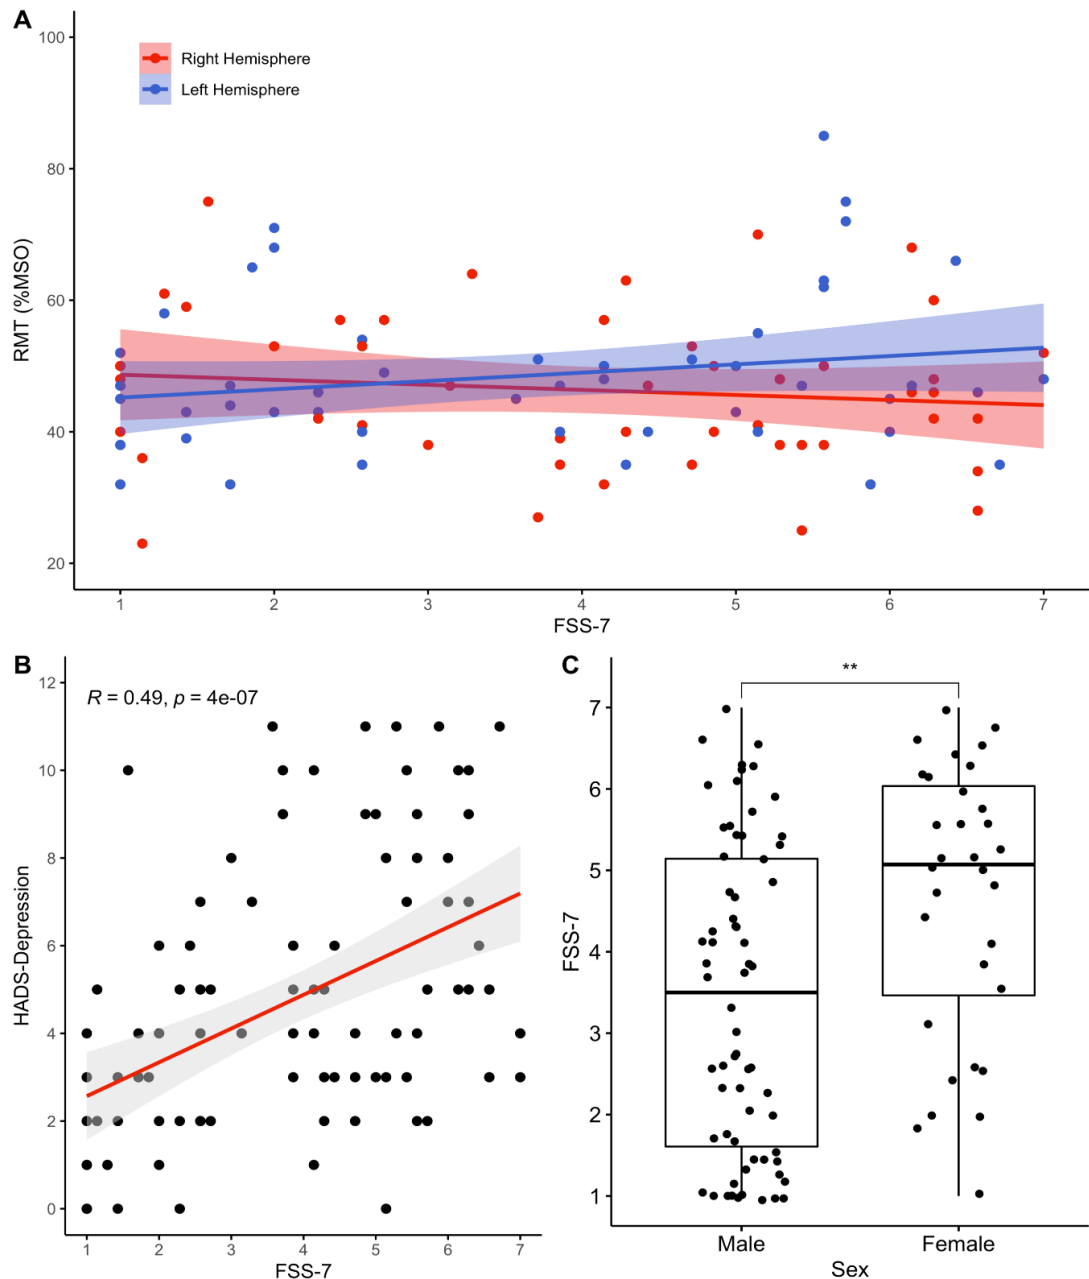 A
100
80
60
40
20
RMT (%MSO)
Right Hemisphere
Left Hemisphere
1 2 3 4 5 6 7
FSS-7
B
12
10
8
6
4
2
0
HADS-Depression
R = 0.49, p = 4e-07
1 2 3 4 5 6 7
FSS-7
C
**
7
6
5
4
3
2
1
FSS-7
Male Female
Sex